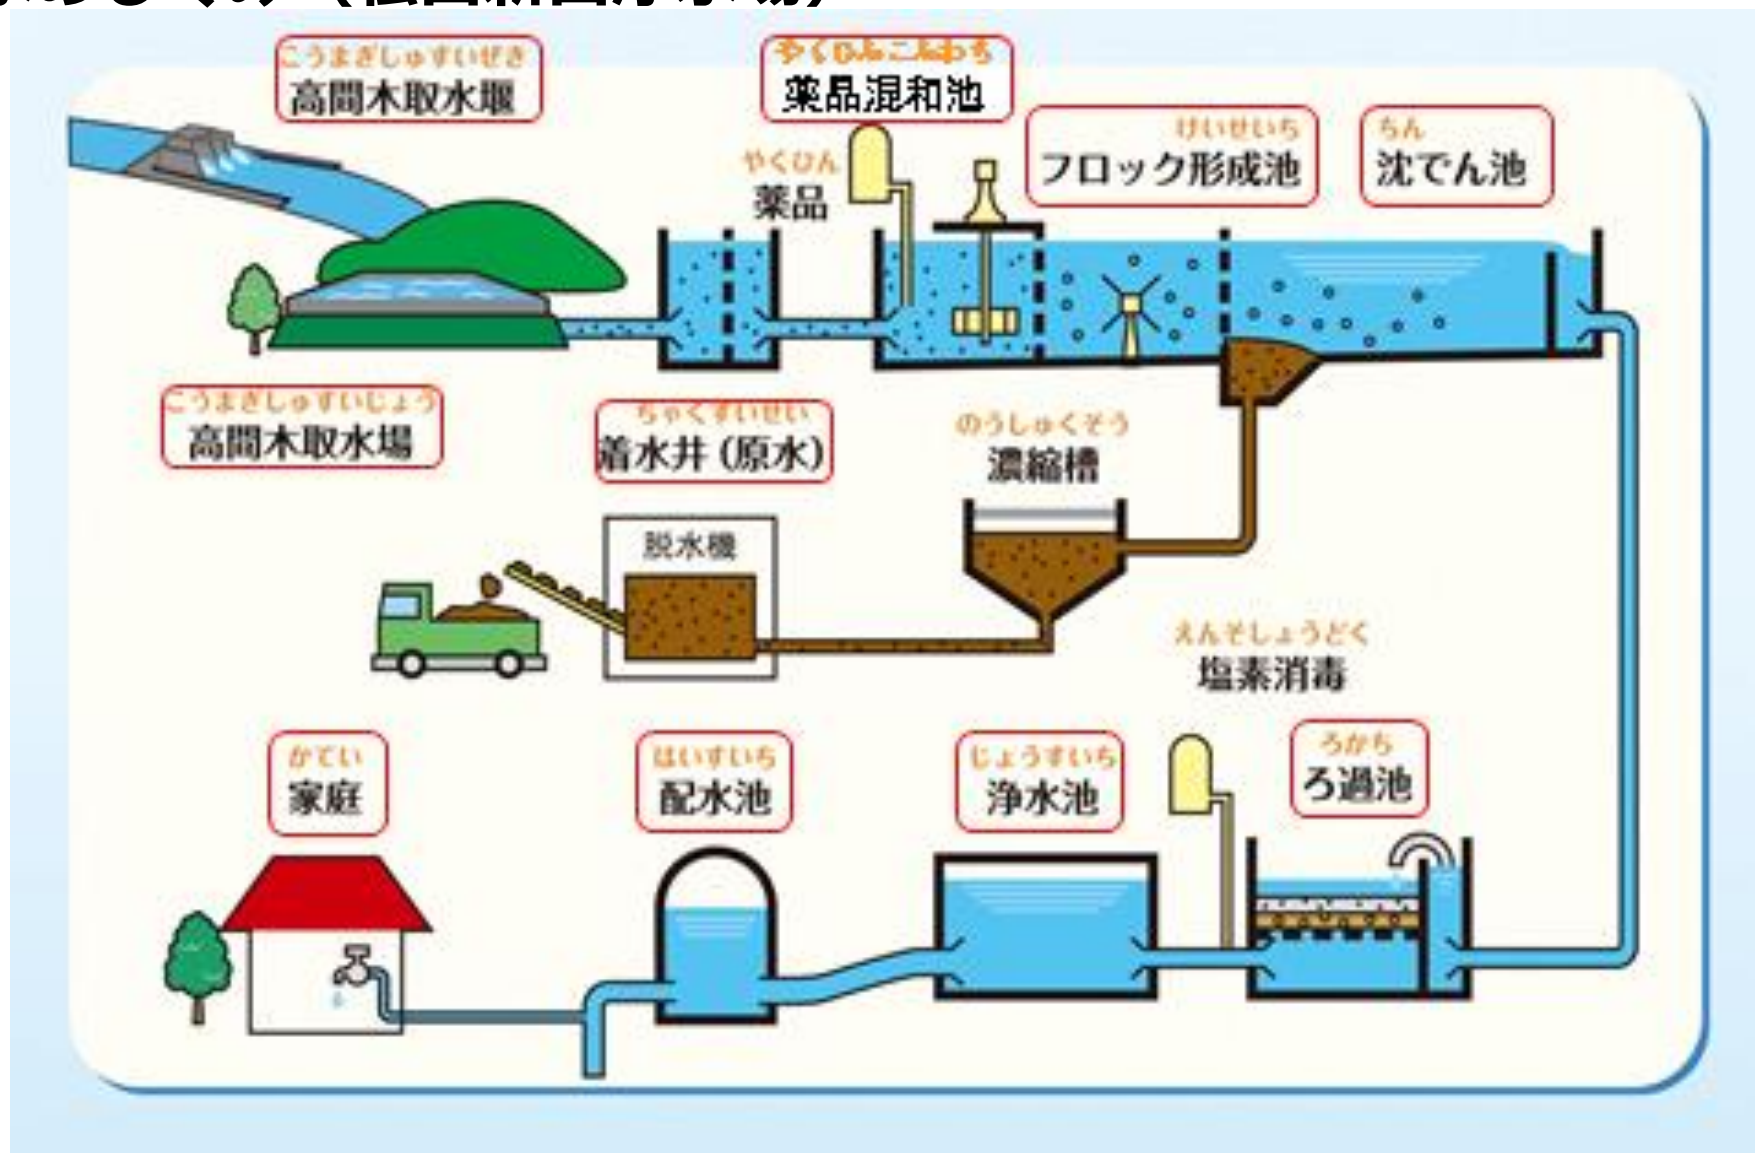 こうまぎしゅすいぜき
高間木取水堰
やくひんこんわち
薬品混和池
けいせいち
フロック形成池
ちん
沈でん池
やくひん
薬品
こうまぎしゅすいじょう
高間木取水場
ちゃくすいせい
着水井（原水）
のうしゅくそう
濃縮槽
脱水機
えんそしょうどく
塩素消毒
かてい
家庭
はいすいち
配水池
じょうすいち
浄水池
ろかち
ろ過池